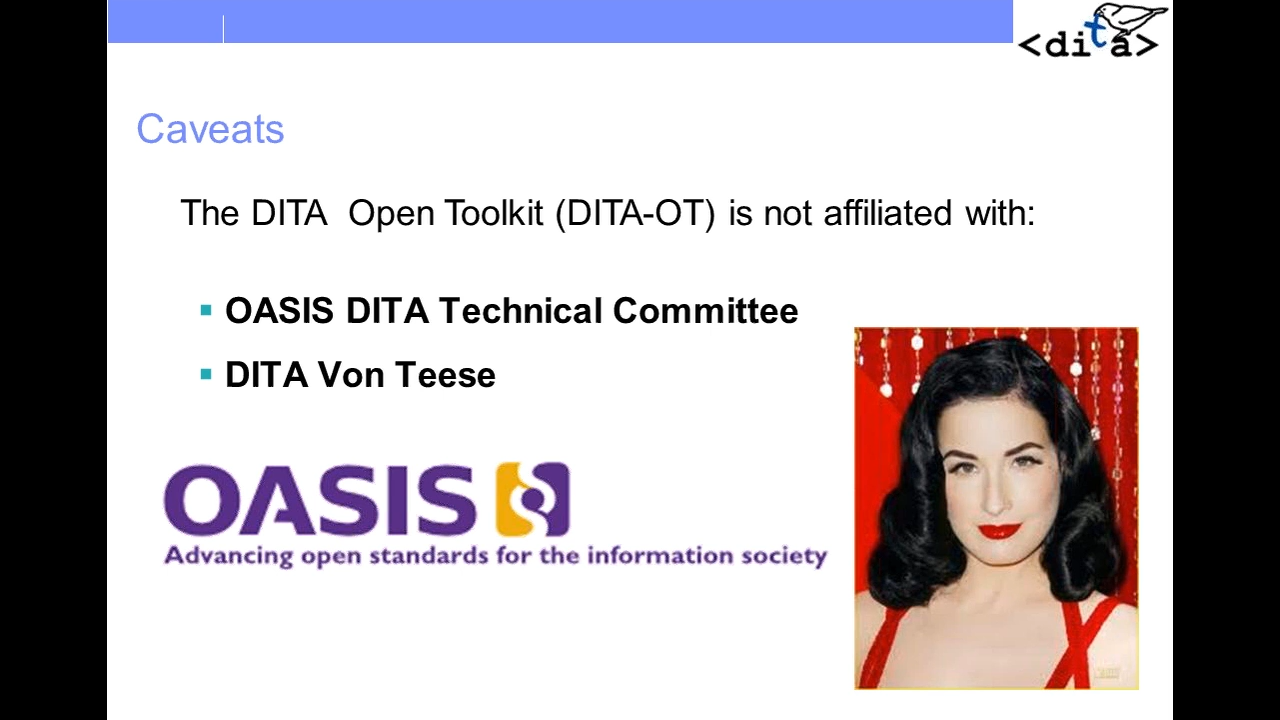 <dita>
Caveats
The DITA  Open Toolkit (DITA-OT) is not affiliated with:
OASIS DITA Technical Committee
DITA Von Teese
OASIS
Advancing open standards for the information society